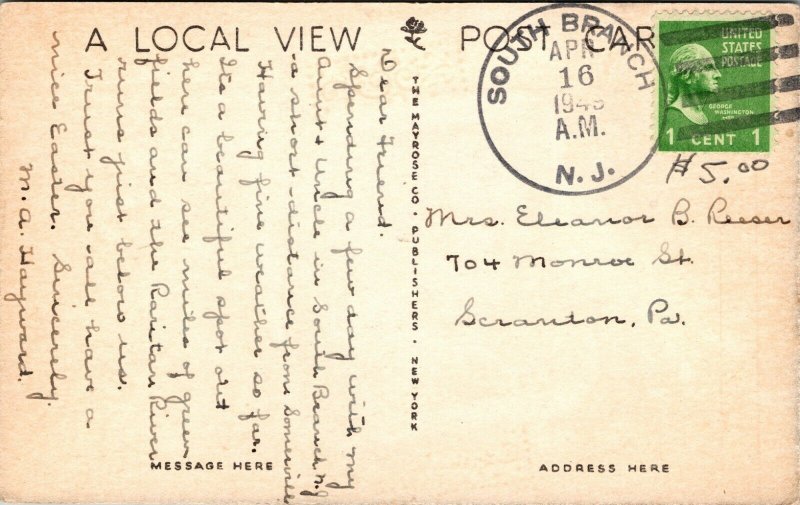 A LOCAL VIEW POST CAR
SOUTH BRANCH
APR
16
A.M.
N. J.
UNITED
STATES
POSTAGE
GEORGE
WASHINGTON
1 CENT 1
$5.00
Dear Friend.
Spending a few day with my
Aunt & Uncle in South Branch N.J
a short distance from Somerville
Having fine weather so far.
Its a beautiful spot out
here can see miles of green
fields and the Raritan River
runs just below us.
Trust you all have a
nice Easter. Sincerely.
M. A. Hayward.
THE MAYROSE CO. · PUBLISHERS · NEW YORK
Mrs. Eleanor B. Reeser
704 Monroe St.
Scranton, Pa.
MESSAGE HERE
ADDRESS HERE